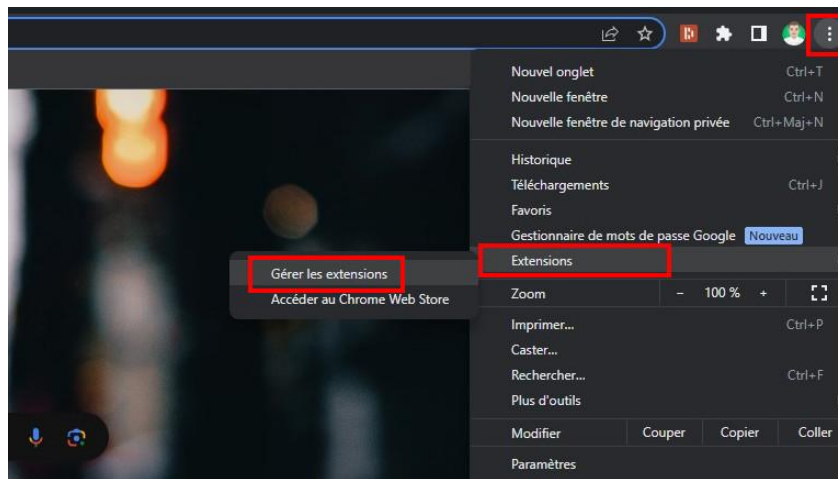 Nouvel onglet Ctrl+T
Nouvelle fenêtre Ctrl+N
Nouvelle fenêtre de navigation privée Ctrl+Maj+N
Historique
Téléchargements Ctrl+J
Favoris
Gestionnaire de mots de passe Google Nouveau
Extensions
Gérer les extensions
Accéder au Chrome Web Store
Zoom - 100 % +
Imprimer... Ctrl+P
Caster...
Rechercher... Ctrl+F
Plus d'outils
Modifier Couper Copier Coller
Paramètres